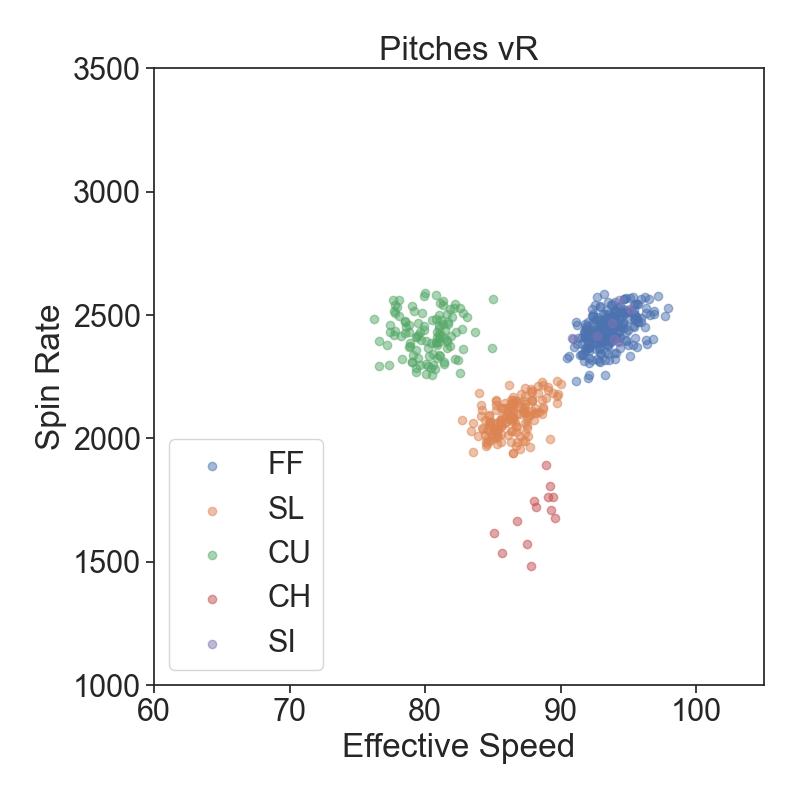 Pitches vR
3500
3000
2500
2000
1500
1000
Spin Rate
FF
SL
CU
CH
SI
60 70 80 90 100
Effective Speed